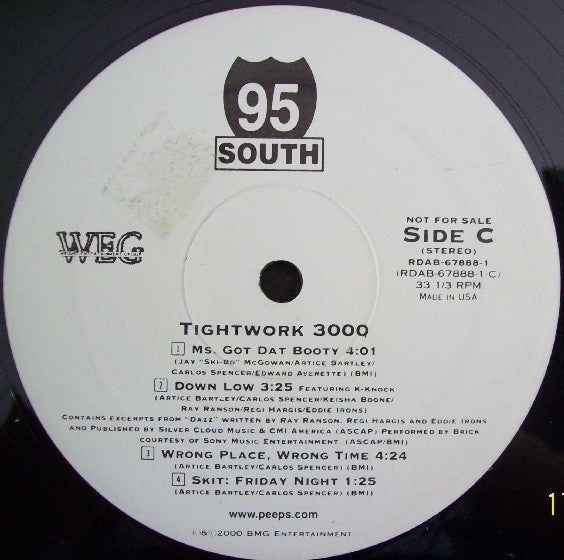 95
SOUTH
WEG
NOT FOR SALE
SIDE C
(STEREO)
RDAB-67888-1
(RDAB-67888-1-C)
33 1/3 RPM
MADE IN USA
TIGHTWORK 3000
1 MS. GOT DAT BOOTY 4:01
(JAY "SKI-BO" MCGOWAN/ARTICE BARTLEY/
CARLOS SPENCER/EDWARD AVERETTE) (BMI)
2 DOWN LOW 3:25 FEATURING K-KNOCK
(ARTICE BARTLEY/CARLOS SPENCER/KEISHA BOONE/
RAY RANSON/REGI HARGIS/EDDIE IRONS)
CONTAINS EXCERPTS FROM "DAZZ" WRITTEN BY RAY RANSON, REGI HARGIS AND EDDIE IRONS
AND PUBLISHED BY SILVER CLOUD MUSIC & CMI AMERICA (ASCAP) PERFORMED BY BRICK
COURTESY OF SONY MUSIC ENTERTAINMENT. (ASCAP/BMI)
3 WRONG PLACE, WRONG TIME 4:24
(ARTICE BARTLEY/CARLOS SPENCER) (BMI)
4 SKIT: FRIDAY NIGHT 1:25
(ARTICE BARTLEY/CARLOS SPENCER) (BMI)
www.peeps.com
℗&© 2000 BMG ENTERTAINMENT